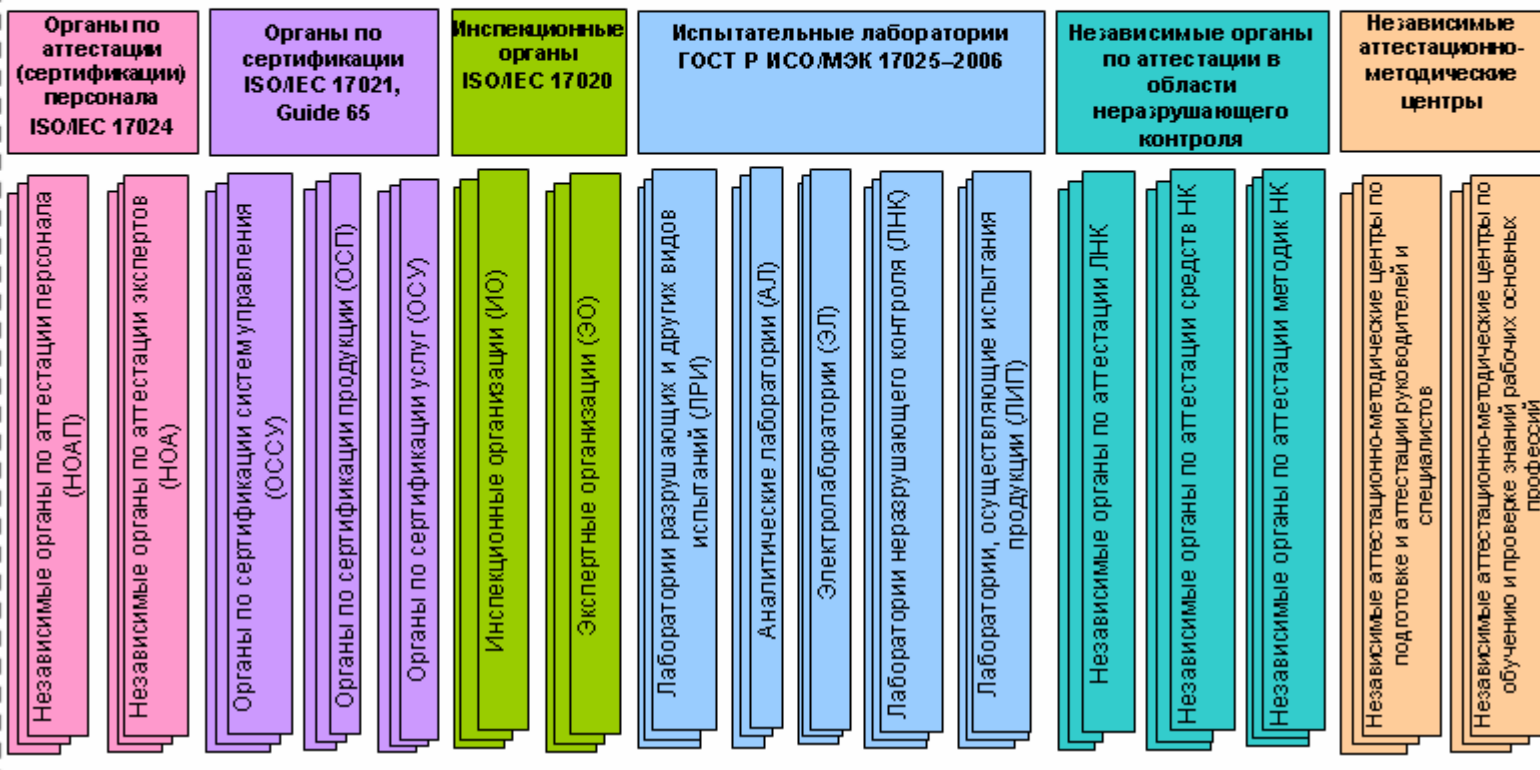 Органы по
аттестации
(сертификации)
персонала
ISO/IEC 17024
Органы по
сертификации
ISO/IEC 17021,
Guide 65
Инспекционные
органы
ISO/IEC 17020
Испытательные лаборатории
ГОСТ Р ИСО/МЭК 17025–2006
Независимые органы
по аттестации в
области
неразрушающего
контроля
Независимые
аттестационно-
методические
центры
Независимые органы по аттестации персонала
(НОАП)
Независимые органы по аттестации экспертов
(НОА)
Органы по сертификации систем управления
(ОССУ)
Органы по сертификации продукции (ОСП)
Органы по сертификации услуг (ОСУ)
Инспекционные организации (ИО)
Экспертные организации (ЭО)
Лаборатории разрушающих и других видов
испытаний (ЛРИ)
Аналитические лаборатории (АЛ)
Электролаборатории (ЭЛ)
Лаборатории неразрушающего контроля (ЛНК)
Лаборатории, осуществляющие испытания
продукции (ЛИП)
Независимые органы по аттестации ЛНК
Независимые органы по аттестации средств НК
Независимые органы по аттестации методик НК
Независимые аттестационно-методические центры по
подготовке и аттестации руководителей и
специалистов
Независимые аттестационно-методические центры по
обучению и проверке знаний рабочих основных
профессий